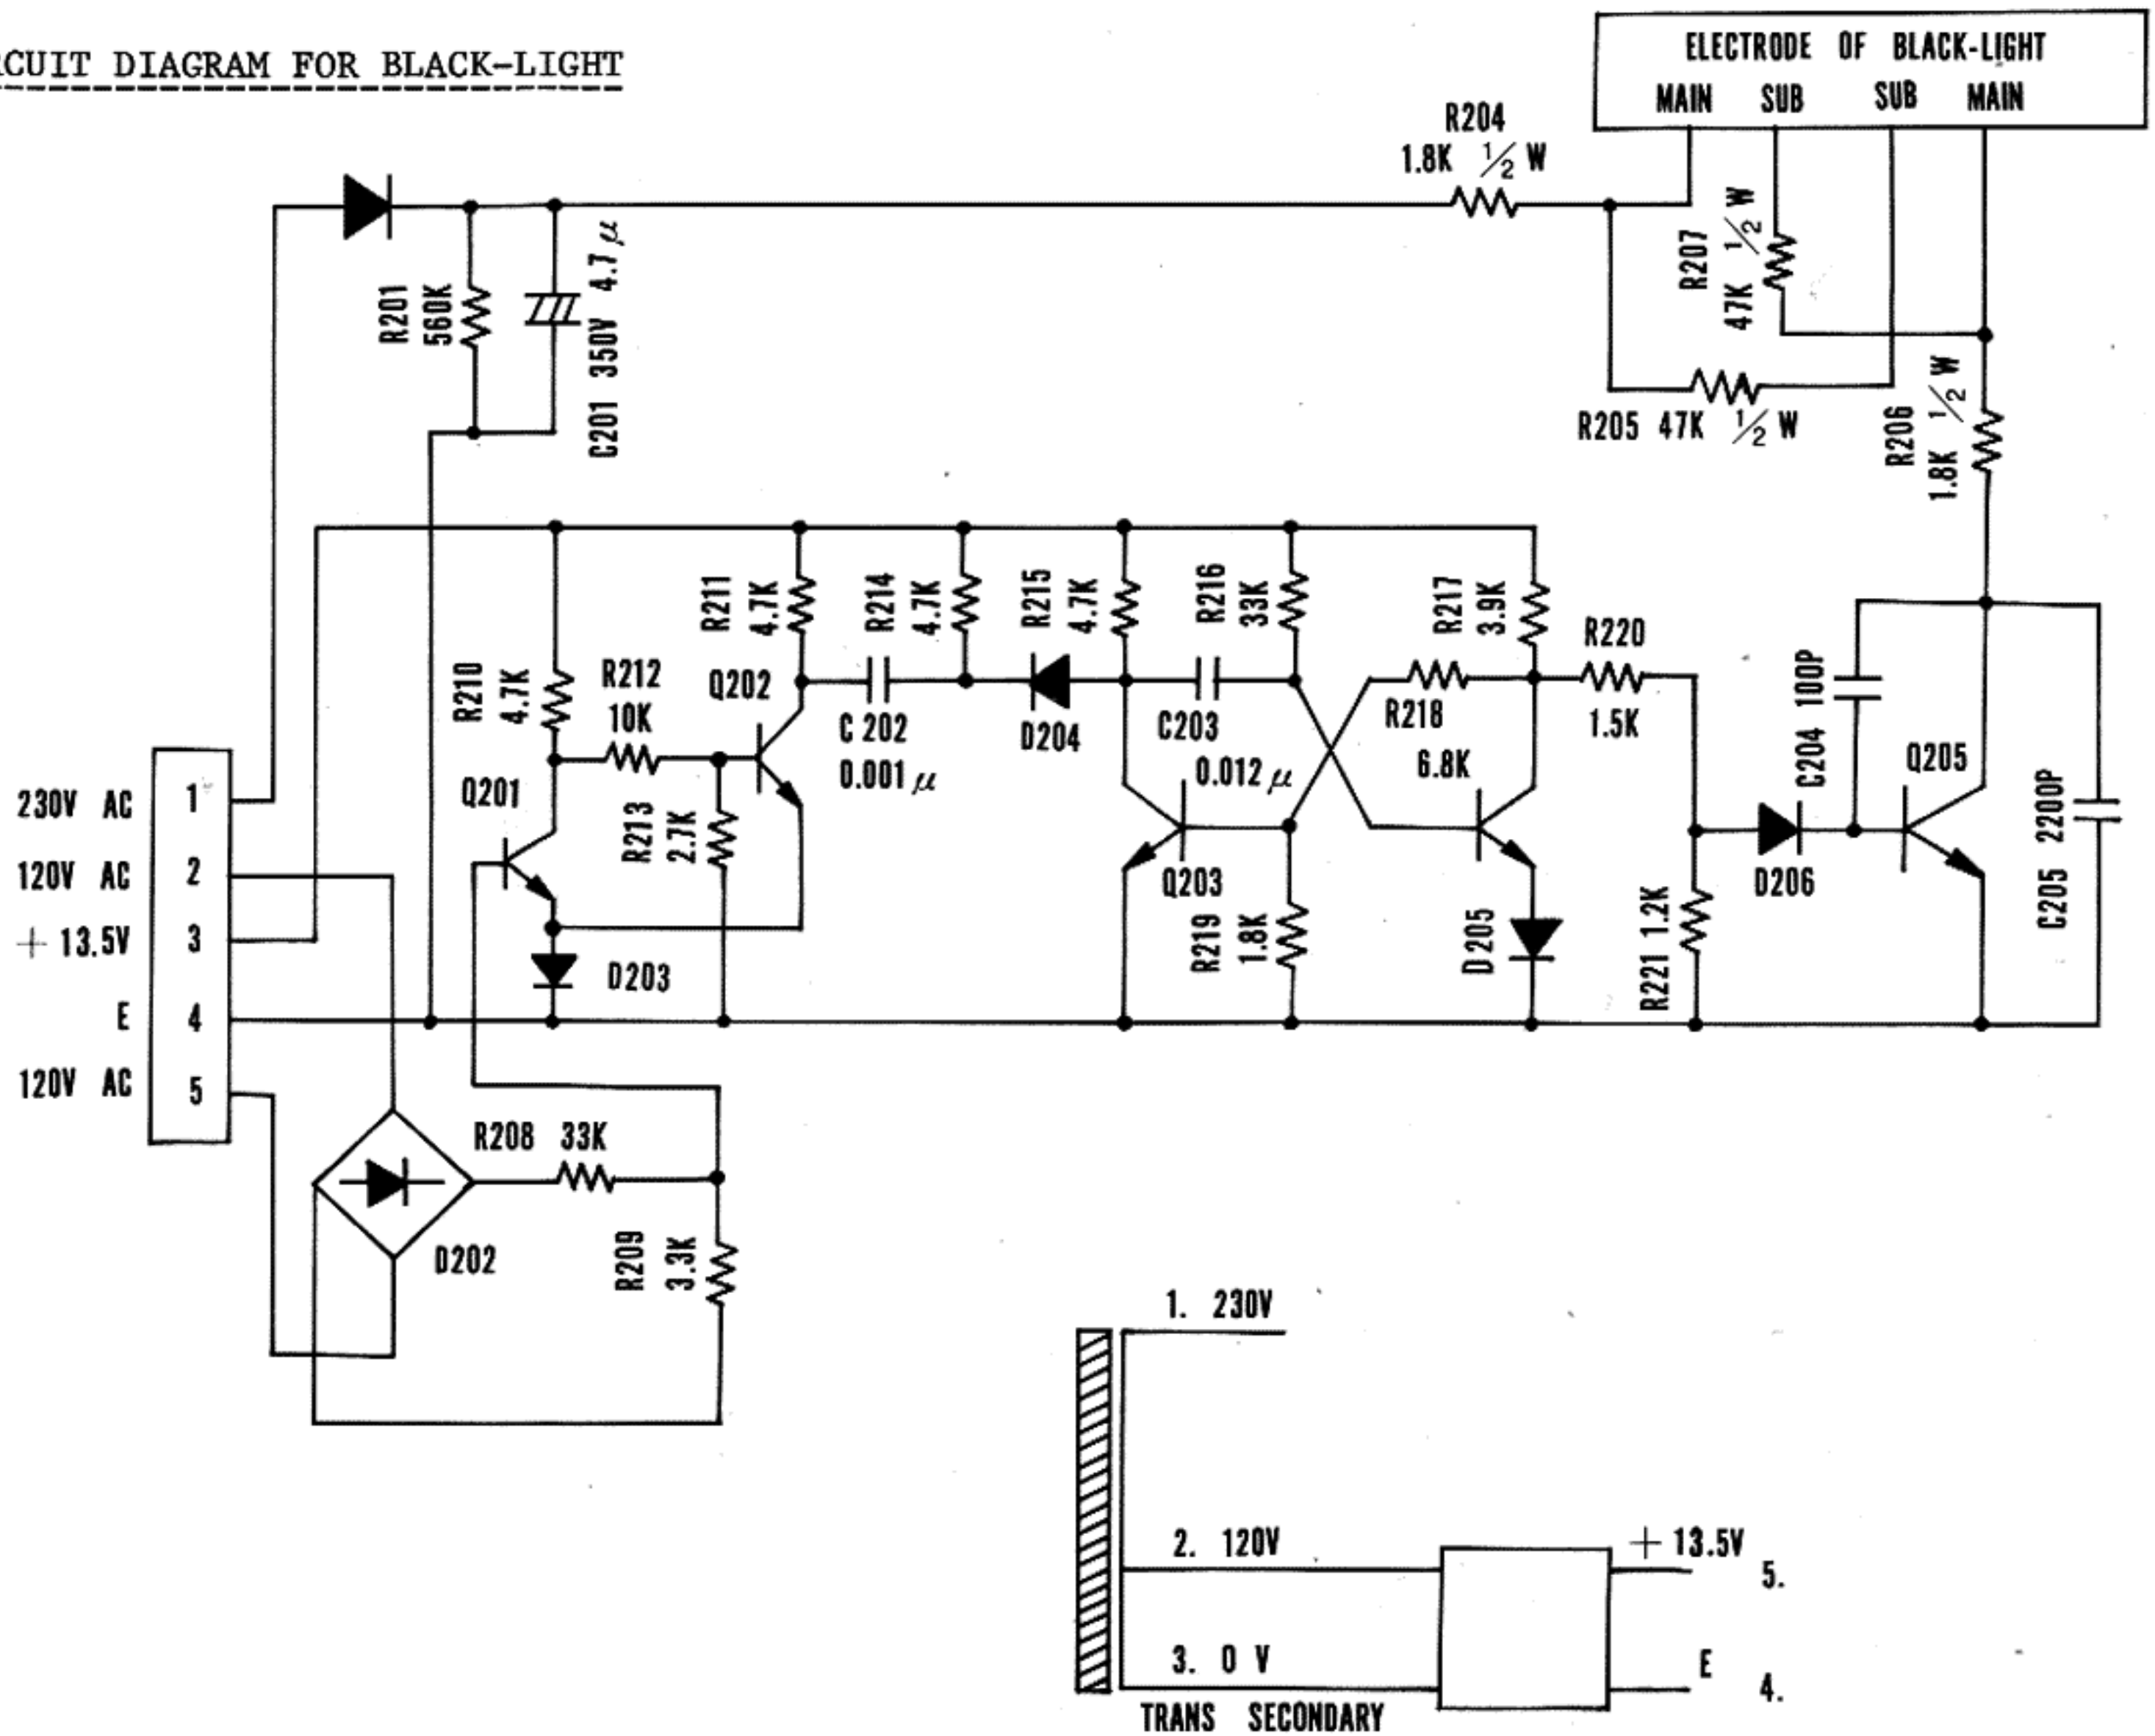 CUIT DIAGRAM FOR BLACK-LIGHT
ELECTRODE OF BLACK-LIGHT
MAIN SUB SUB MAIN
R204
1.8K 1/2 W
R207
47K 1/2 W
R205 47K 1/2 W
R206
1.8K 1/2 W
R201
560K
C201 350V 4.7μ
R210
4.7K
R212
10K
R211
4.7K
Q202
C 202
0.001μ
R214
4.7K
R215
4.7K
D204
C203
0.012μ
R216
33K
R217
3.9K
R218
6.8K
R220
1.5K
C204 100P
Q205
C205 2200P
D206
Q201
R213
2.7K
Q203
R219
1.8K
D205
R221 1.2K
D203
230V AC 1
120V AC 2
+ 13.5V 3
E 4
120V AC 5
R208 33K
D202
R209
3.3K
1. 230V
2. 120V
+ 13.5V 5.
3. 0 V
E 4.
TRANS SECONDARY